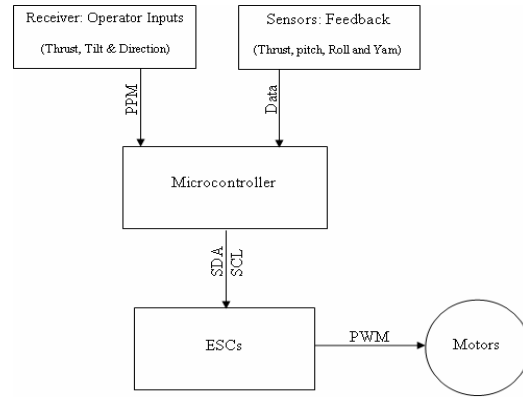 Receiver: Operator Inputs
(Thrust, Tilt & Direction)
Sensors: Feedback
(Thrust, pitch, Roll and Yam)
PPM
Data
Microcontroller
SDA
SCL
ESCs
PWM
Motors